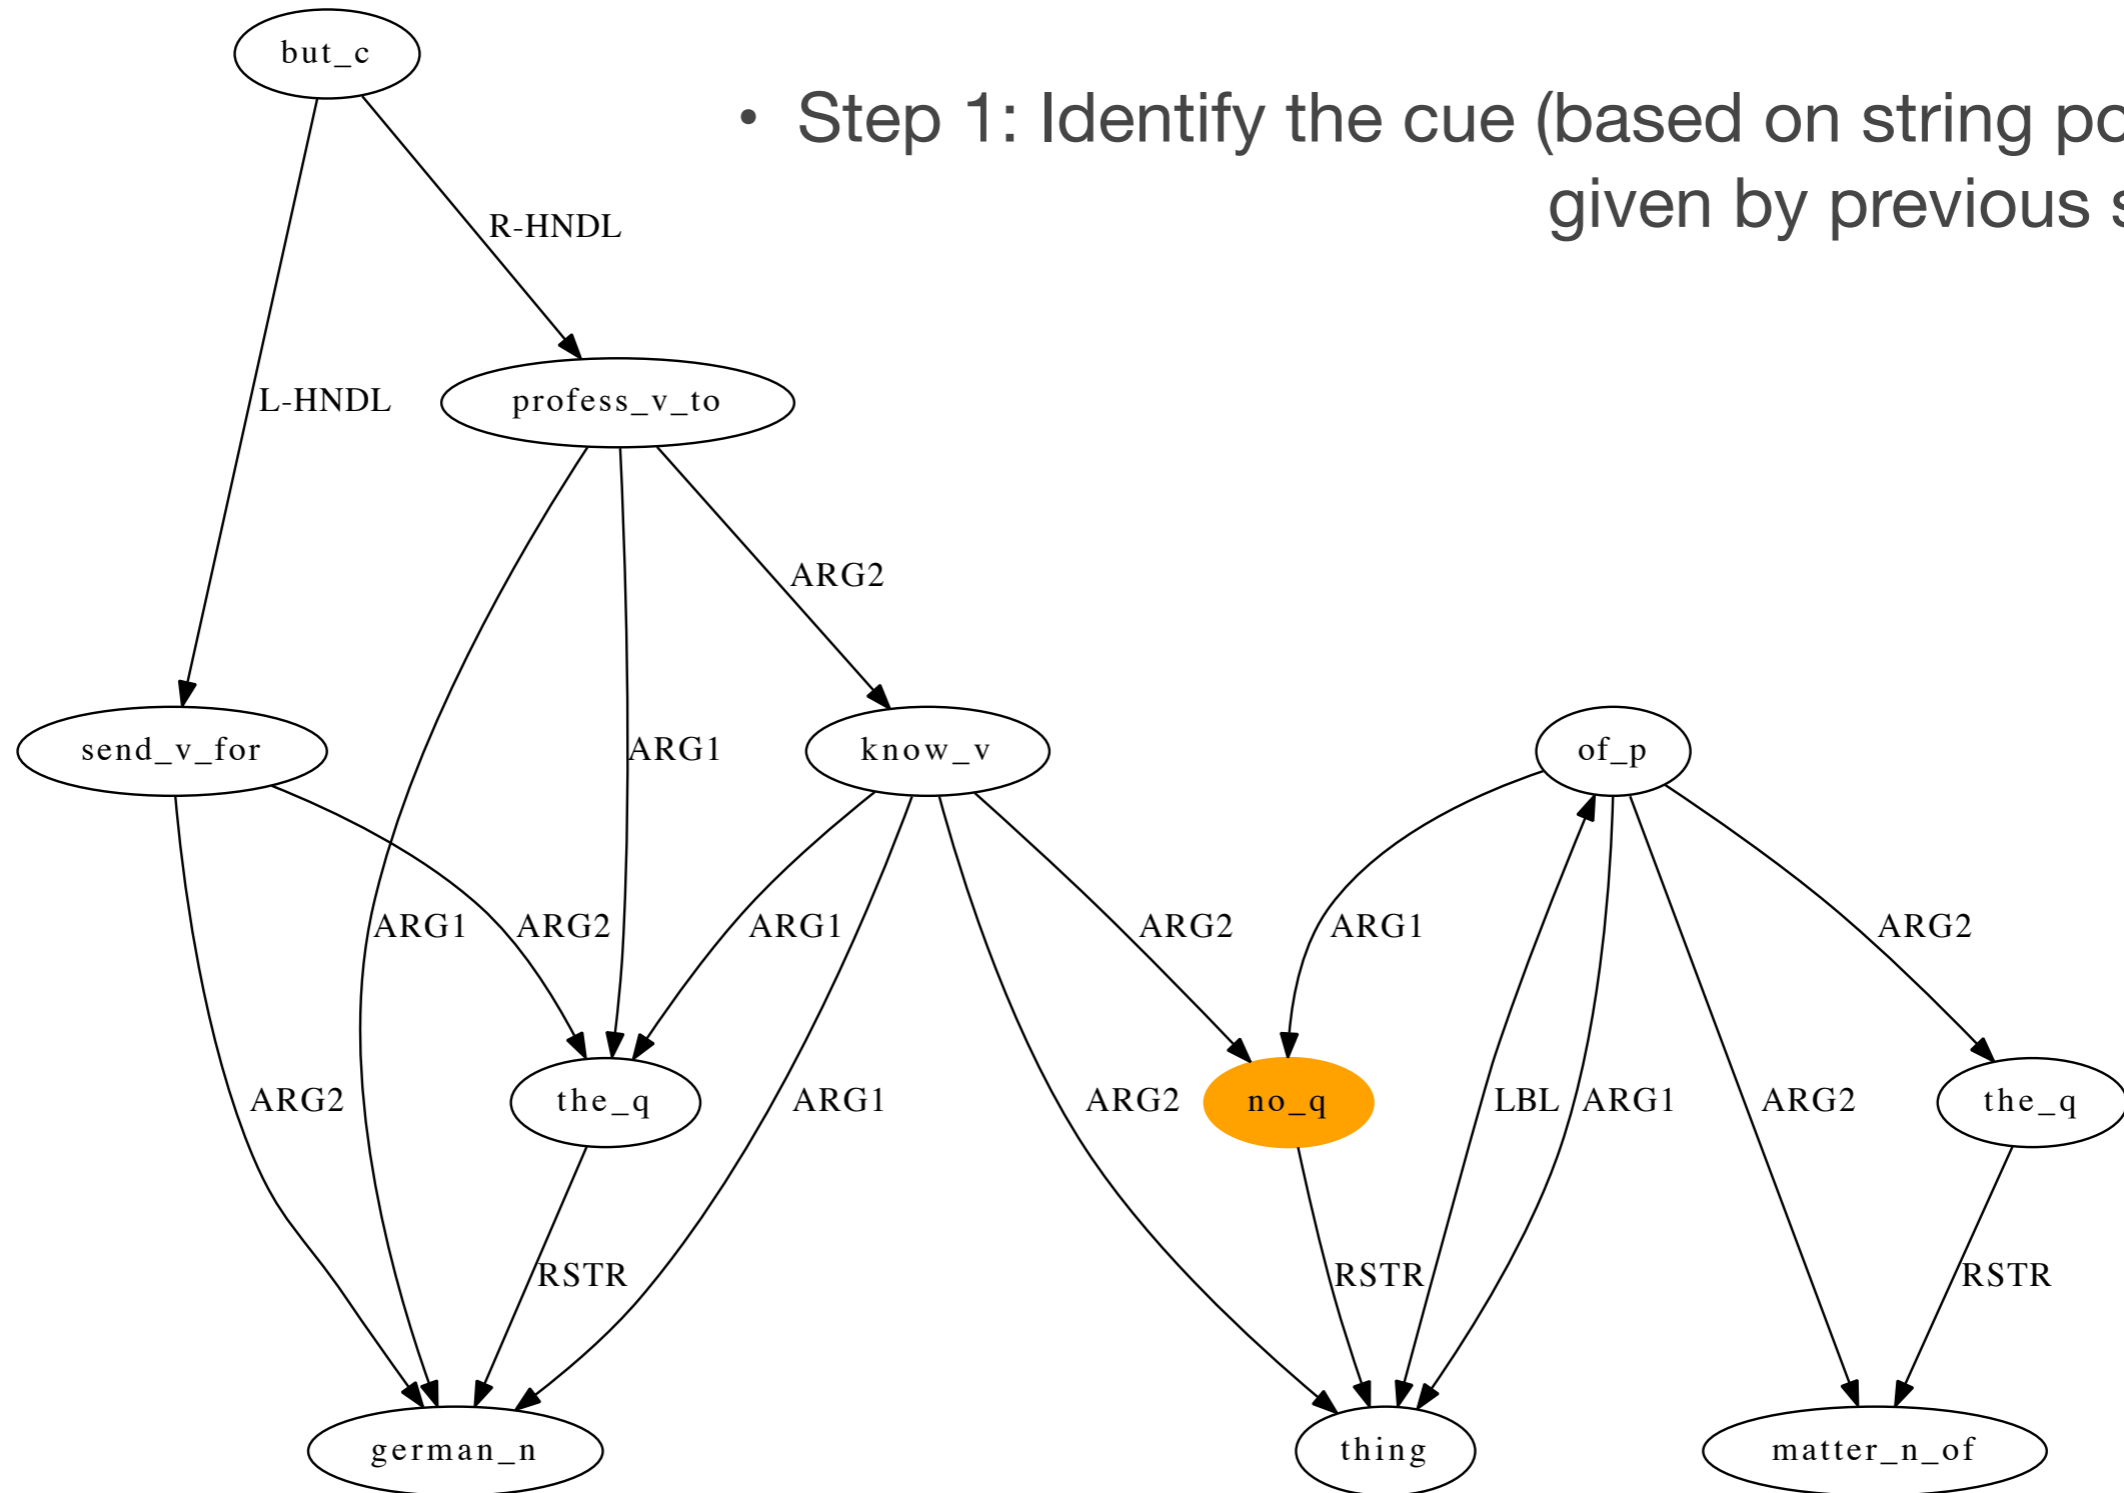 but_c
• Step 1: Identify the cue (based on string
given by previous
R-HNDL
L-HNDL
profess_v_to
ARG2
send_v_for
ARG1
know_v
of_p
ARG1
ARG2
ARG1
ARG2
ARG1
ARG2
ARG2
the_q
ARG1
ARG2
no_q
LBL
ARG1
ARG2
the_q
RSTR
RSTR
RSTR
german_n
thing
matter_n_of